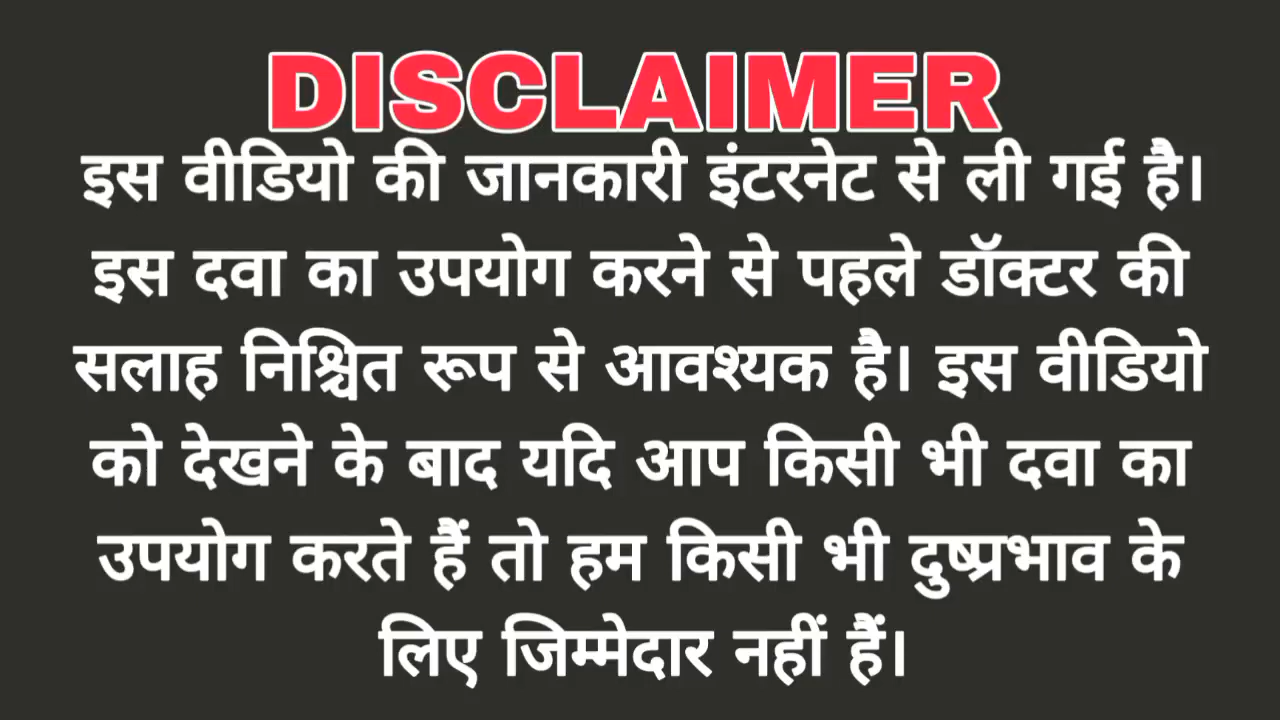 DISCLAIMER
इस वीडियो की जानकारी इंटरनेट से ली गई है।
इस दवा का उपयोग करने से पहले डॉक्टर की
सलाह निश्चित रूप से आवश्यक है। इस वीडियो
को देखने के बाद यदि आप किसी भी दवा का
उपयोग करते हैं तो हम किसी भी दुष्प्रभाव के
लिए जिम्मेदार नहीं हैं।